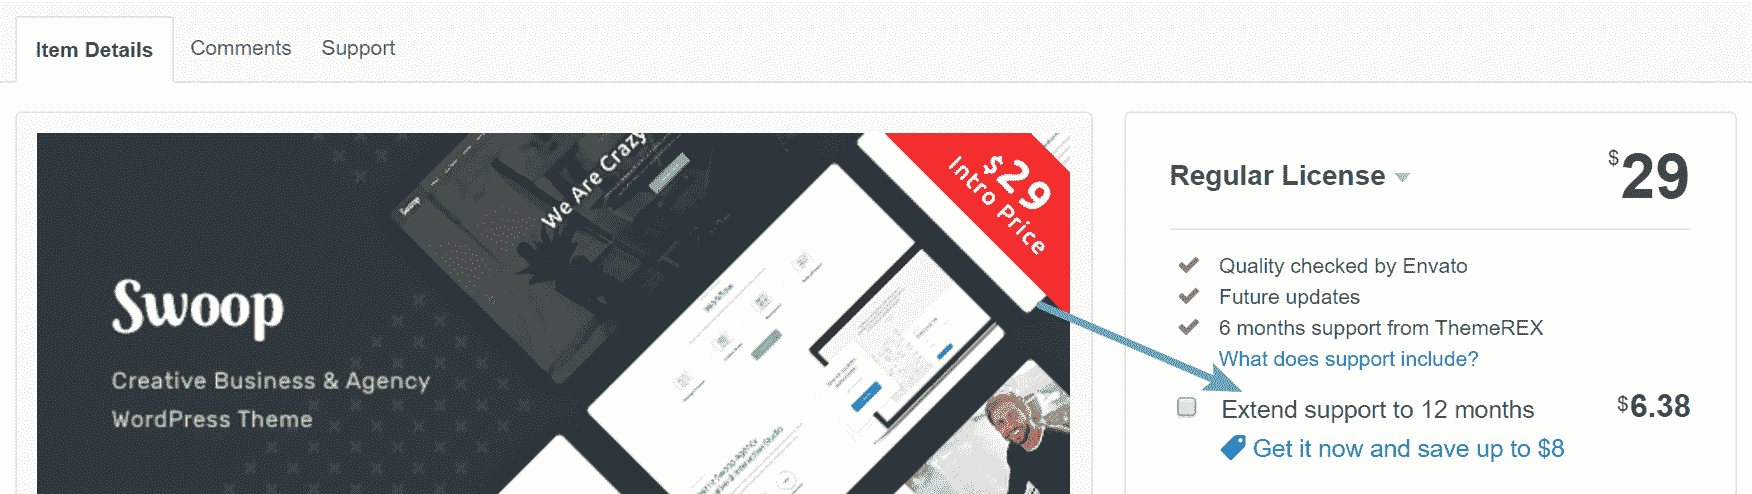 Item Details
Comments
Support
We Are Crazy
Swoop
$29
Intro Price
Swoop
Creative Business & Agency
WordPress Theme
Regular License
$29
Quality checked by Envato
Future updates
6 months support from ThemeREX
What does support include?
Extend support to 12 months
$6.38
Get it now and save up to $8